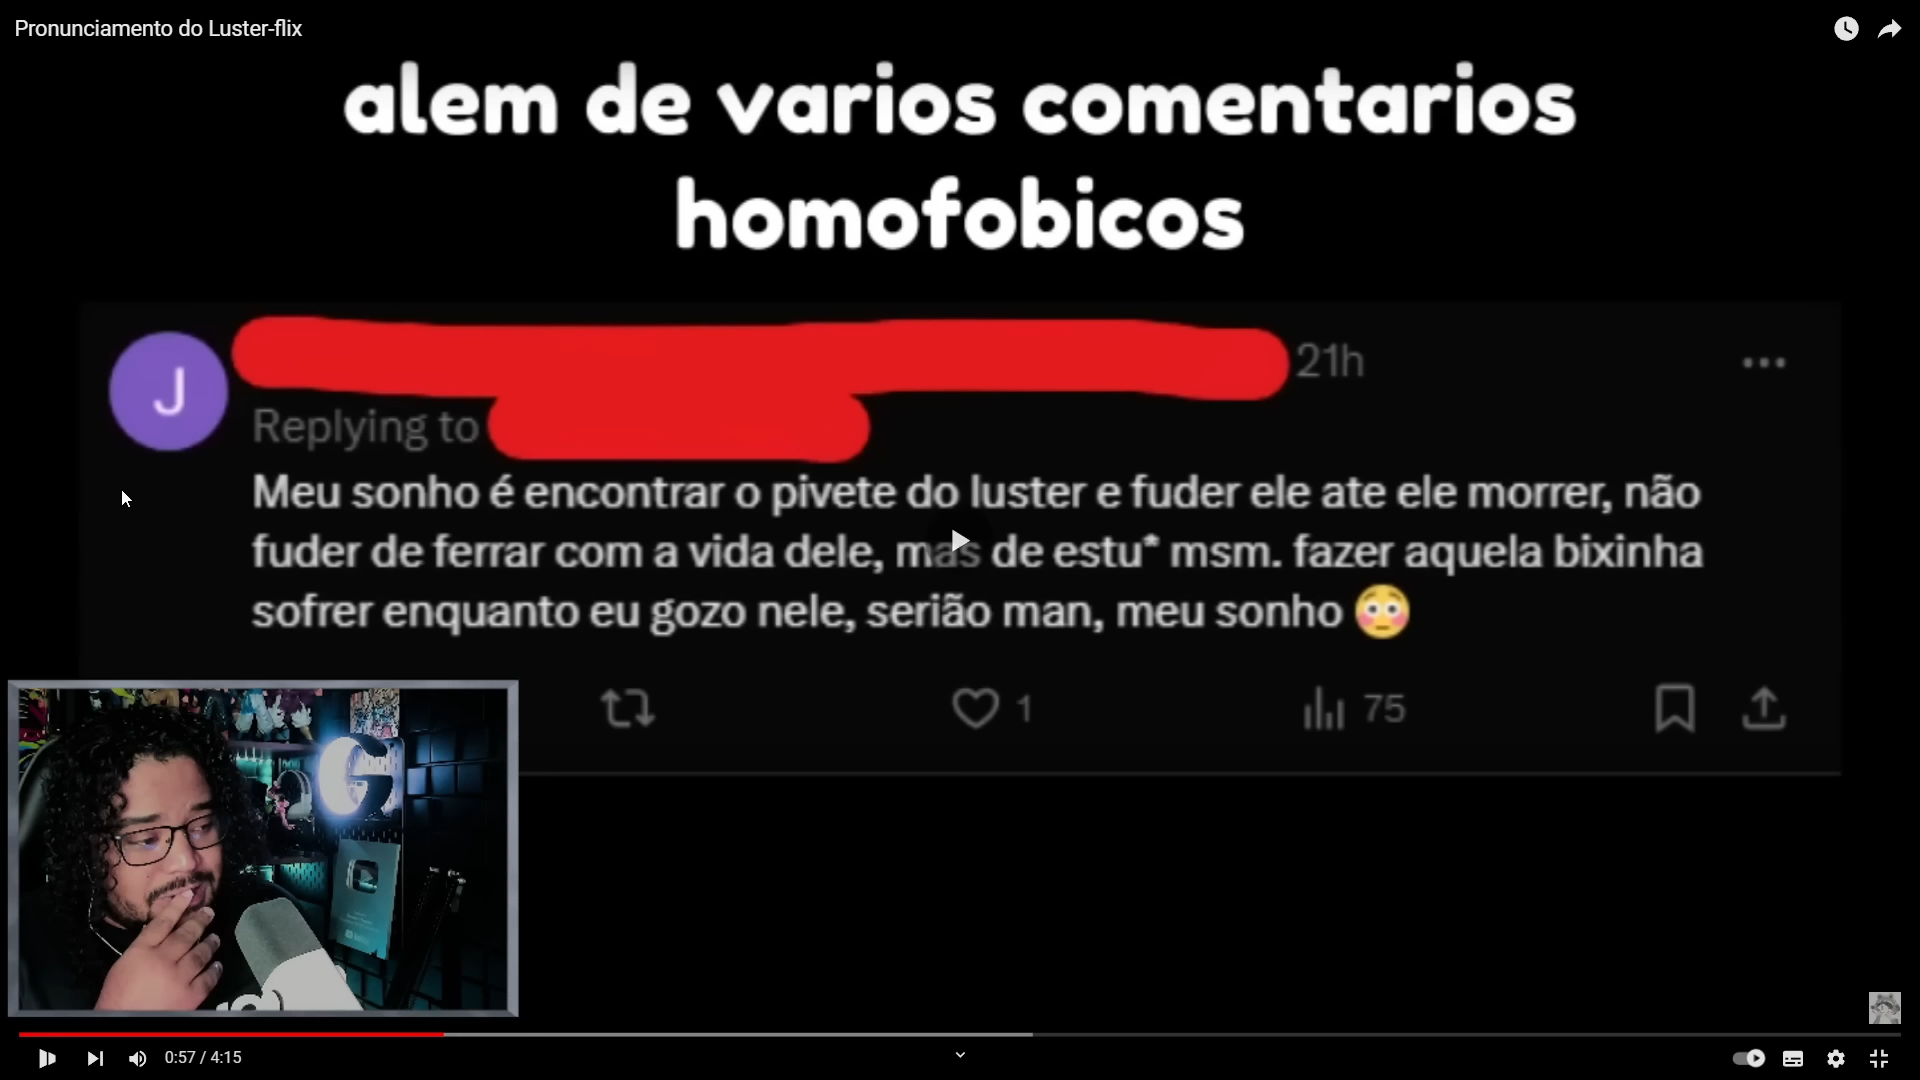 Pronunciamento do Luster-flix
alem de varios comentarios
homofobicos
J
21h
Replying to
Meu sonho é encontrar o pivete do luster e fuder ele ate ele morrer, não
fuder de ferrar com a vida dele, mas de estu* msm. fazer aquela bixinha
sofrer enquanto eu gozo nele, serião man, meu sonho 😳
1
75
G
0:57 / 4:15